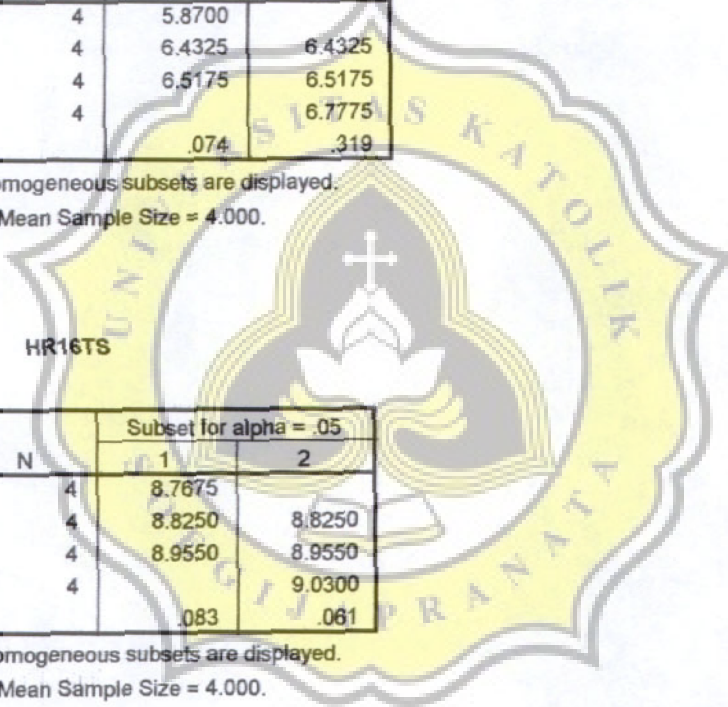 4 5.8700
4 6.4325 6.4325
4 6.5175 6.5175
4 6.7775
.074 .319
omogeneous subsets are displayed.
Mean Sample Size = 4.000.
HR16TS
Subset for alpha = .05
N 1 2
4 8.7675
4 8.8250 8.8250
4 8.9550 8.9550
4 9.0300
.083 .061
omogeneous subsets are displayed.
Mean Sample Size = 4.000.
UNIVERSITAS KATOLIK
SOEGIJAPRANATA